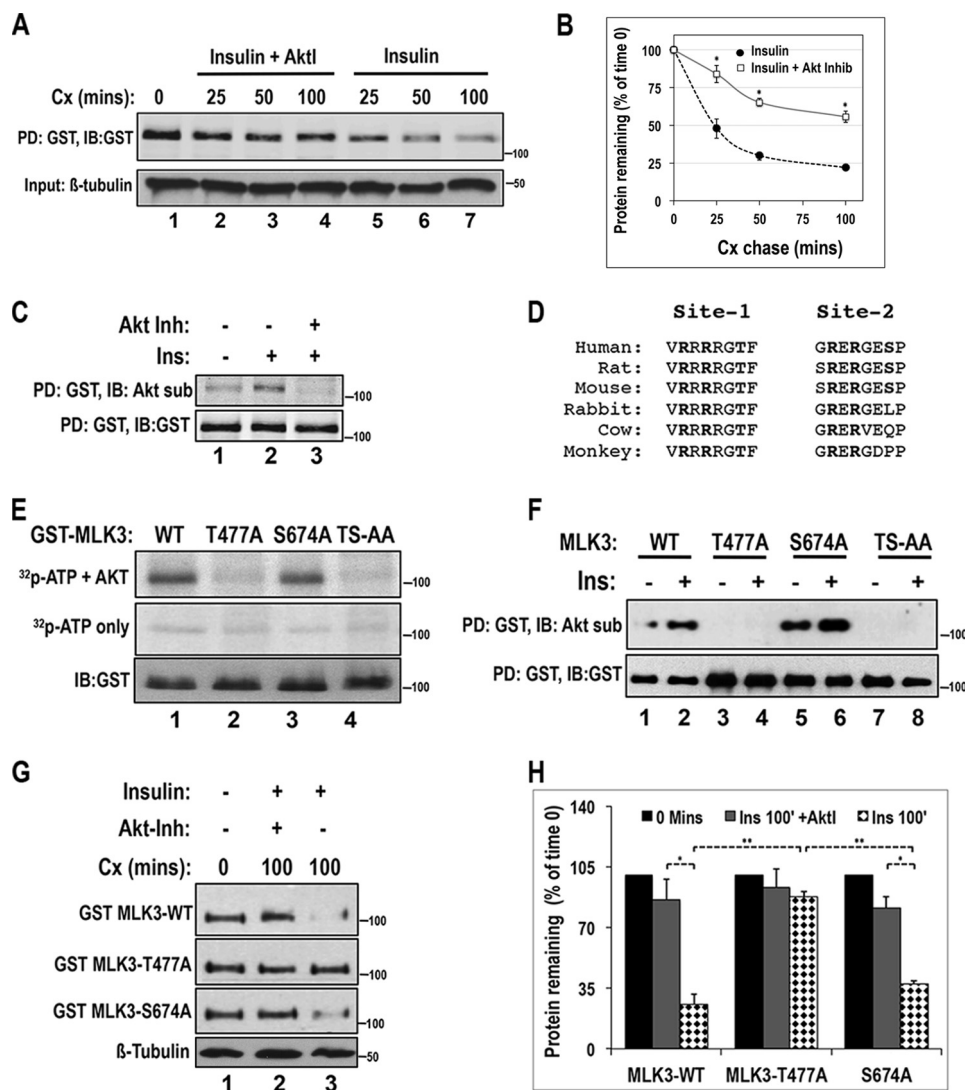 A
Insulin + AktI Insulin
Cx (mins): 0 25 50 100 25 50 100
PD: GST, IB:GST
100
Input: ß-tubulin
50
1 2 3 4 5 6 7
B
Protein remaining (% of time 0)
100
75
50
25
0
Insulin
Insulin + Akt Inhib
* * *
0 25 50 100
Cx chase (mins)
C
Akt Inh: - - +
Ins: - + +
PD: GST, IB: Akt sub
100
PD: GST, IB:GST
100
1 2 3
D
Site-1 Site-2
Human: VRRRRGTF GRERGESP
Rat: VRRRRGTF SRERGESP
Mouse: VRRRRGTF SRERGESP
Rabbit: VRRRRGTF GRERGELP
Cow: VRRRRGTF GRERVEQP
Monkey: VRRRRGTF GRERGDPP
E
GST-MLK3: WT T477A S674A TS-AA
32p-ATP + AKT
100
32p-ATP only
100
IB:GST
100
1 2 3 4
F
MLK3: WT T477A S674A TS-AA
Ins: - + - + - + - +
PD: GST, IB: Akt sub
100
PD: GST, IB:GST
100
1 2 3 4 5 6 7 8
G
Insulin: - + +
Akt-Inh: - + -
Cx (mins): 0 100 100
GST MLK3-WT
100
GST MLK3-T477A
100
GST MLK3-S674A
100
ß-Tubulin
50
1 2 3
H
Protein remaining (% of time 0)
140
105
70
35
0
0 Mins Ins 100' +AktI Ins 100'
** **
* *
MLK3-WT MLK3-T477A S674A